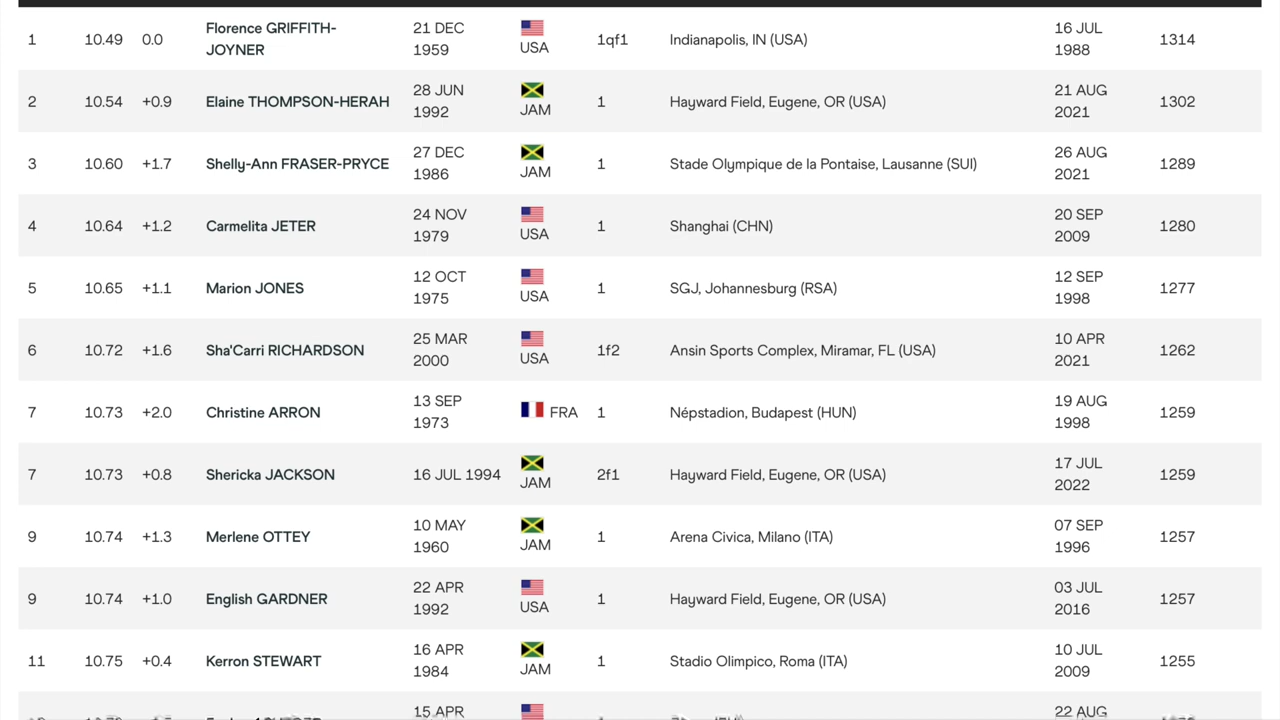 1 10.49 0.0 Florence GRIFFITH-JOYNER 21 DEC 1959 USA 1qf1 Indianapolis, IN (USA) 16 JUL 1988 1314
2 10.54 +0.9 Elaine THOMPSON-HERAH 28 JUN 1992 JAM 1 Hayward Field, Eugene, OR (USA) 21 AUG 2021 1302
3 10.60 +1.7 Shelly-Ann FRASER-PRYCE 27 DEC 1986 JAM 1 Stade Olympique de la Pontaise, Lausanne (SUI) 26 AUG 2021 1289
4 10.64 +1.2 Carmelita JETER 24 NOV 1979 USA 1 Shanghai (CHN) 20 SEP 2009 1280
5 10.65 +1.1 Marion JONES 12 OCT 1975 USA 1 SGJ, Johannesburg (RSA) 12 SEP 1998 1277
6 10.72 +1.6 Sha'Carri RICHARDSON 25 MAR 2000 USA 1f2 Ansin Sports Complex, Miramar, FL (USA) 10 APR 2021 1262
7 10.73 +2.0 Christine ARRON 13 SEP 1973 FRA 1 Népstadion, Budapest (HUN) 19 AUG 1998 1259
7 10.73 +0.8 Shericka JACKSON 16 JUL 1994 JAM 2f1 Hayward Field, Eugene, OR (USA) 17 JUL 2022 1259
9 10.74 +1.3 Merlene OTTEY 10 MAY 1960 JAM 1 Arena Civica, Milano (ITA) 07 SEP 1996 1257
9 10.74 +1.0 English GARDNER 22 APR 1992 USA 1 Hayward Field, Eugene, OR (USA) 03 JUL 2016 1257
11 10.75 +0.4 Kerron STEWART 16 APR 1984 JAM 1 Stadio Olimpico, Roma (ITA) 10 JUL 2009 1255
15 APR 22 AUG